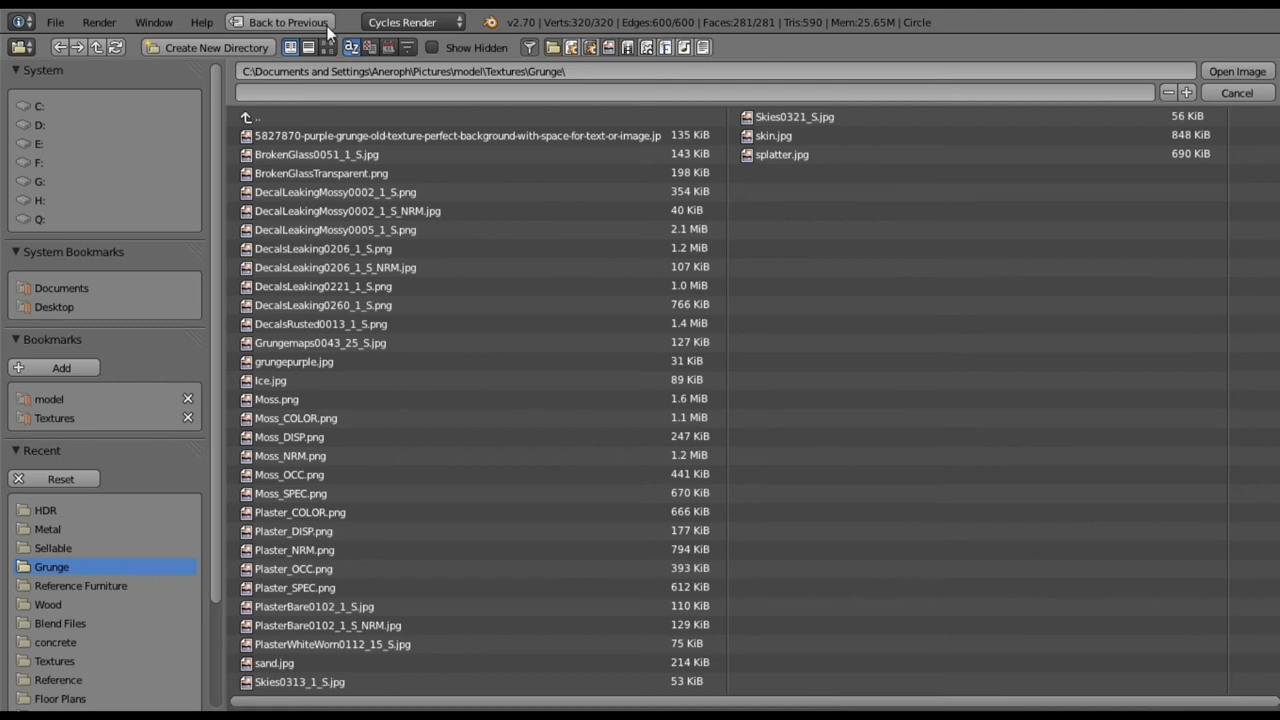 File Render Window Help Back to Previous Cycles Render v2.70 | Verts:320/320 | Edges:600/600 | Faces:281/281 | Tris:590 | Mem:25.65M | Circle
Create New Directory Show Hidden
System
C:
D:
E:
F:
G:
H:
Q:
System Bookmarks
Documents
Desktop
Bookmarks
Add
model
Textures
Recent
Reset
HDR
Metal
Sellable
Grunge
Reference Furniture
Wood
Blend Files
concrete
Textures
Reference
Floor Plans
C:\Documents and Settings\Aneroph\Pictures\model\Textures\Grunge\ Open Image
Cancel
..
5827870-purple-grunge-old-texture-perfect-background-with-space-for-text-or-image.jp 135 KiB
BrokenGlass0051_1_S.jpg 143 KiB
BrokenGlassTransparent.png 198 KiB
DecalLeakingMossy0002_1_S.png 354 KiB
DecalLeakingMossy0002_1_S_NRM.jpg 40 KiB
DecalLeakingMossy0005_1_S.png 2.1 MiB
DecalsLeaking0206_1_S.png 1.2 MiB
DecalsLeaking0206_1_S_NRM.jpg 107 KiB
DecalsLeaking0221_1_S.png 1.0 MiB
DecalsLeaking0260_1_S.png 766 KiB
DecalsRusted0013_1_S.png 1.4 MiB
Grungemaps0043_25_S.jpg 127 KiB
grungepurple.jpg 31 KiB
Ice.jpg 89 KiB
Moss.png 1.6 MiB
Moss_COLOR.png 1.1 MiB
Moss_DISP.png 247 KiB
Moss_NRM.png 1.2 MiB
Moss_OCC.png 441 KiB
Moss_SPEC.png 670 KiB
Plaster_COLOR.png 666 KiB
Plaster_DISP.png 177 KiB
Plaster_NRM.png 794 KiB
Plaster_OCC.png 393 KiB
Plaster_SPEC.png 612 KiB
PlasterBare0102_1_S.jpg 110 KiB
PlasterBare0102_1_S_NRM.jpg 129 KiB
PlasterWhiteWorn0112_15_S.jpg 75 KiB
sand.jpg 214 KiB
Skies0313_1_S.jpg 53 KiB
Skies0321_S.jpg 56 KiB
skin.jpg 848 KiB
splatter.jpg 690 KiB